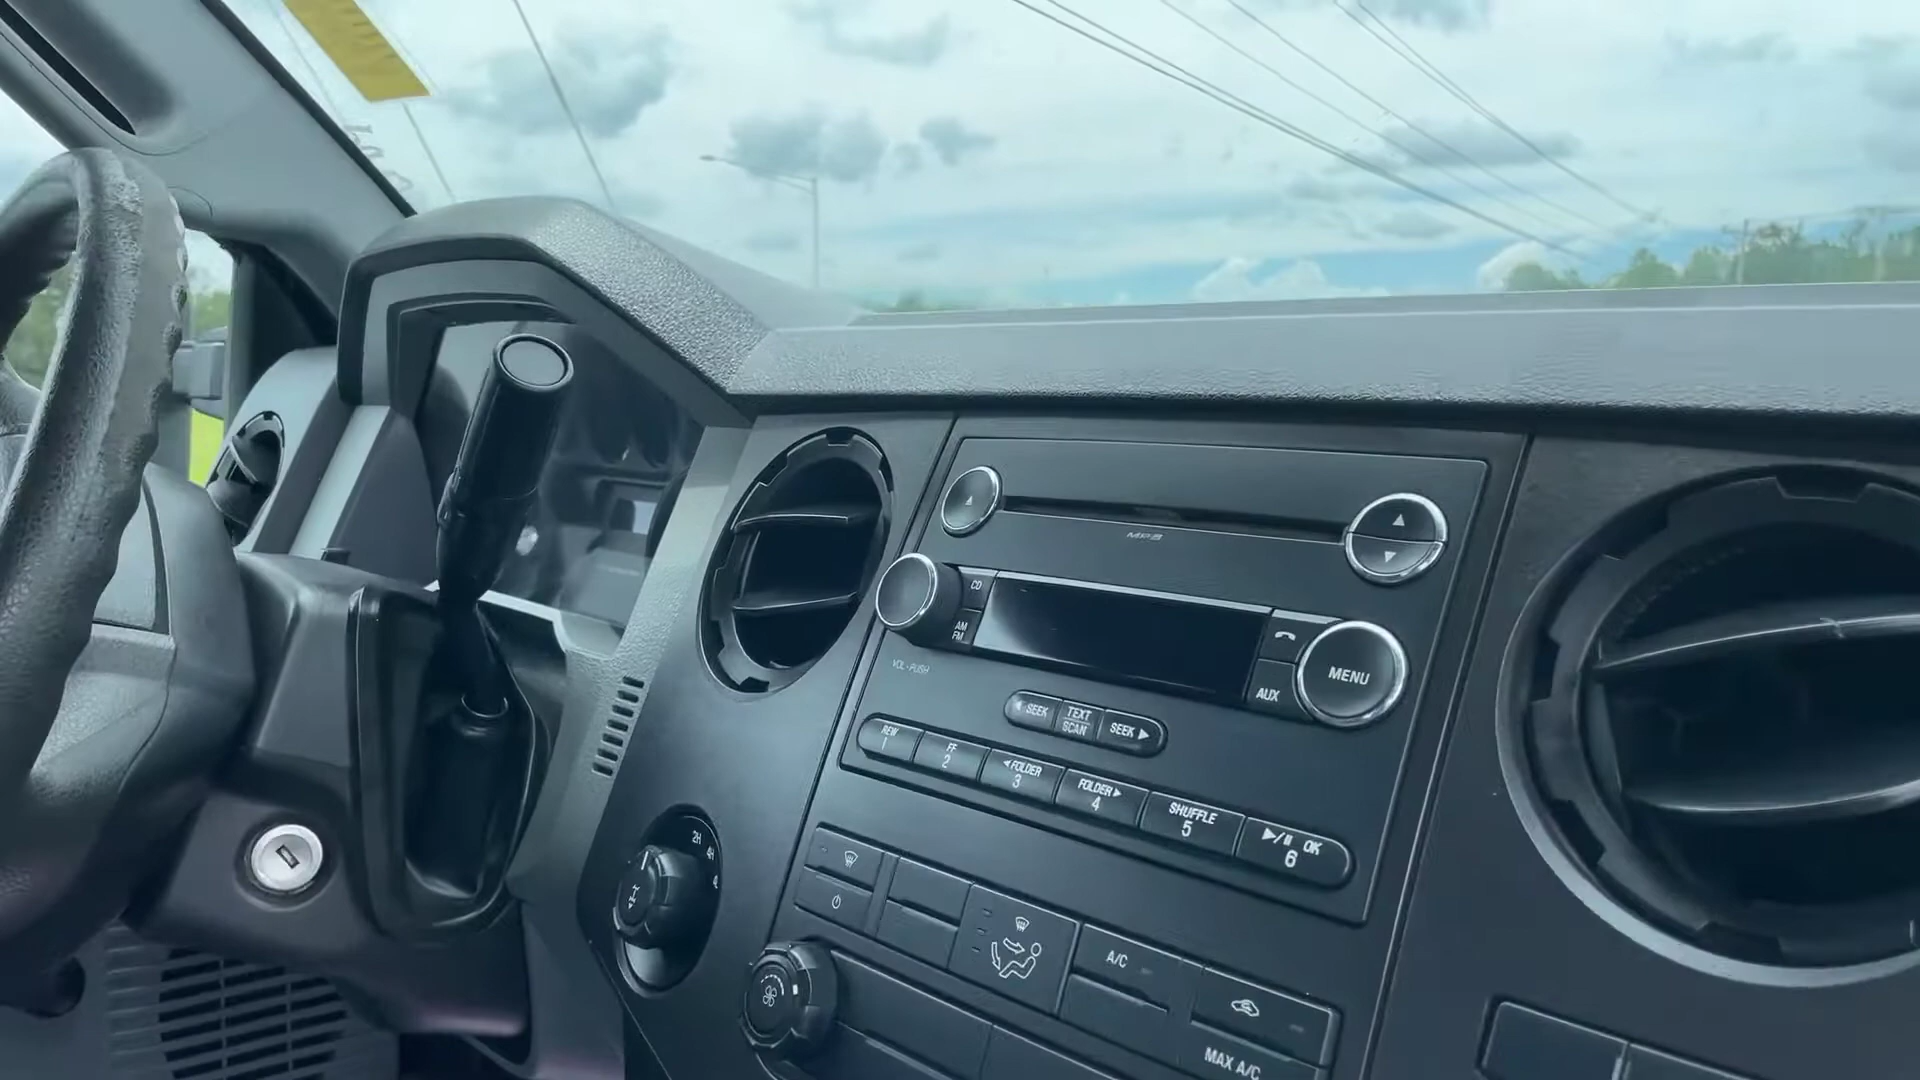 MP3
CD
AM
FM
VOL - PUSH
MENU
AUX
SEEK
TEXT
SCAN
SEEK
REW
1
FF
2
FOLDER
3
FOLDER
4
SHUFFLE
5
OK
6
2H
4H
A/C
MAX A/C